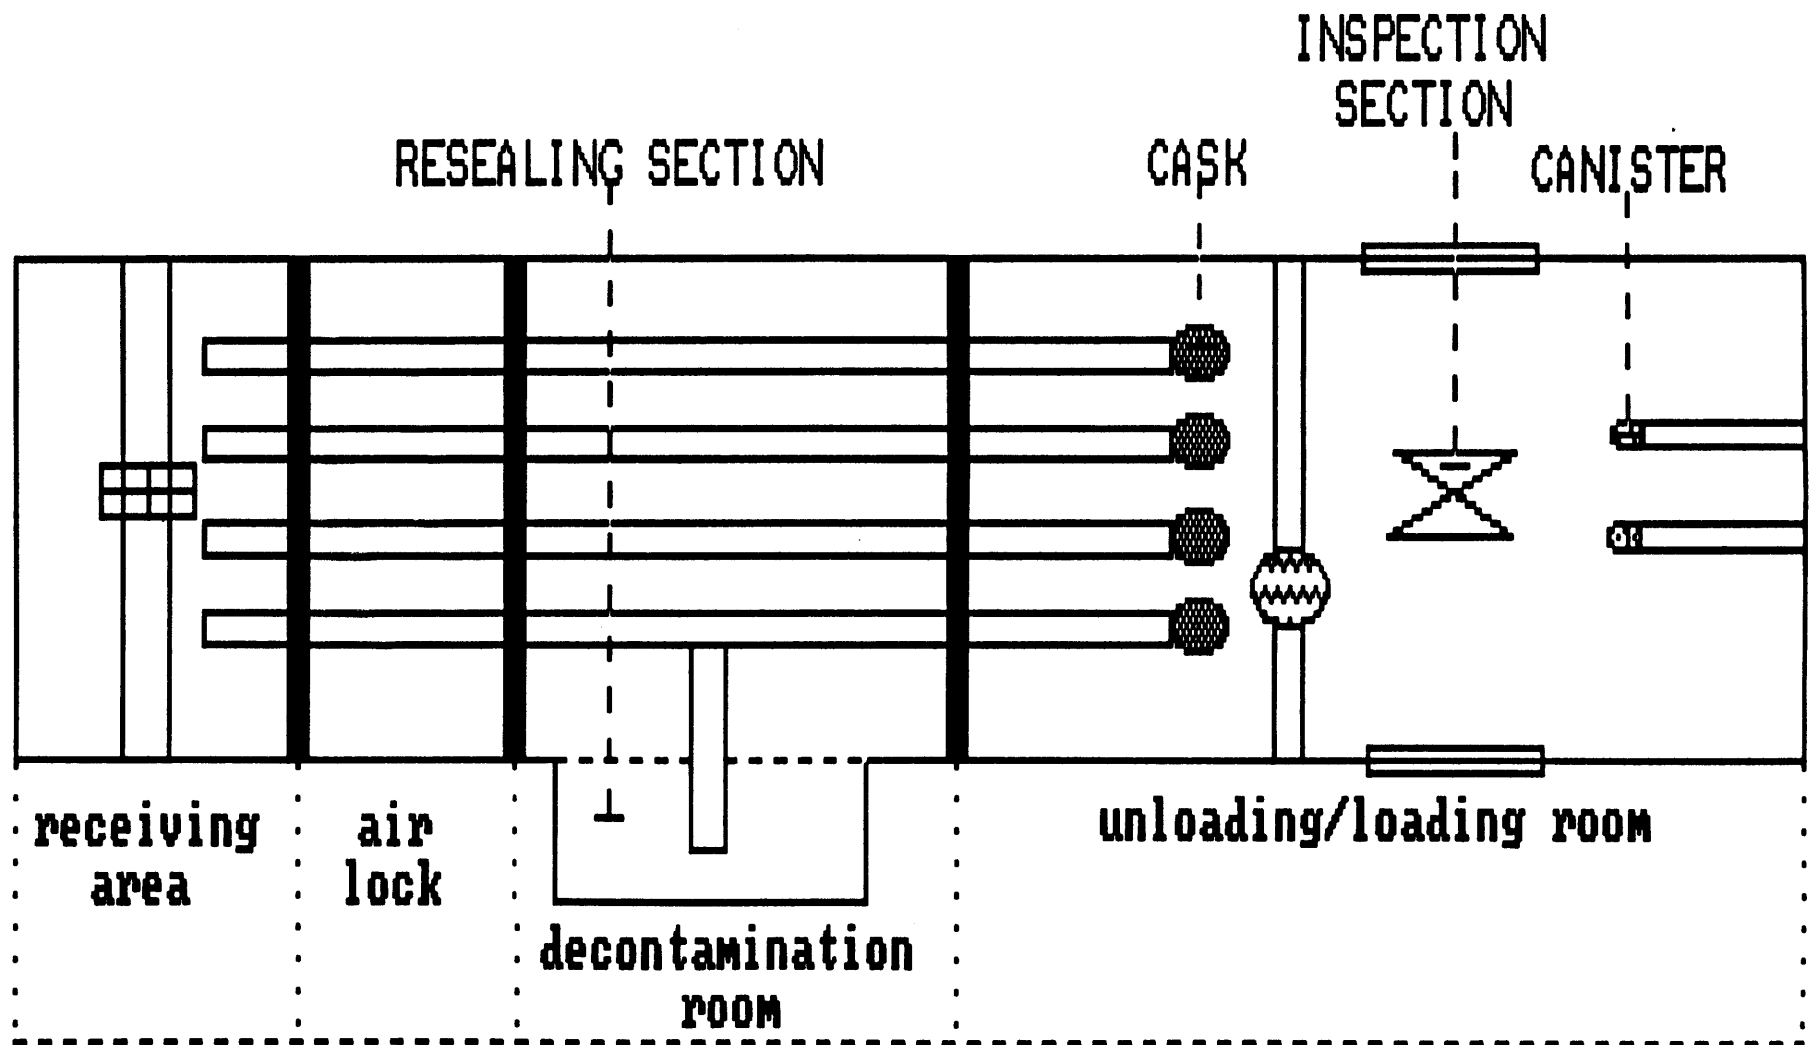 INSPECTION
SECTION
RESEALING SECTION
CASK
CANISTER
receiving
area
air
lock
decontamination
room
unloading/loading room